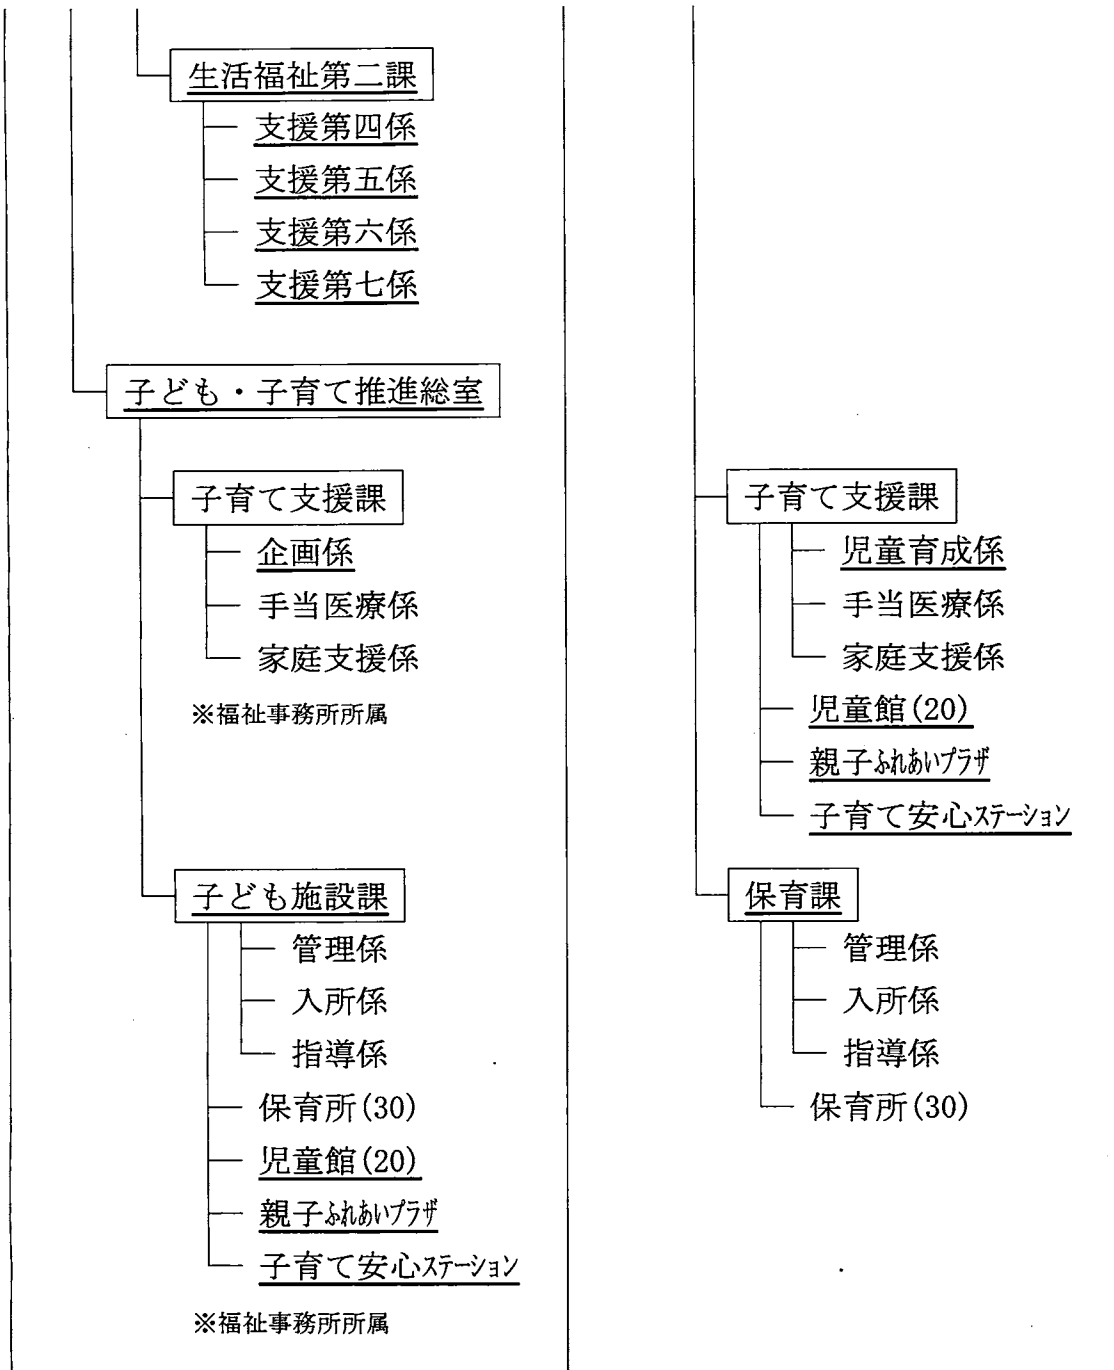 生活福祉第二課
支援第四係
支援第五係
支援第六係
支援第七係
子ども・子育て推進総室
子育て支援課
企画係
手当医療係
家庭支援係
※福祉事務所所属
子ども施設課
管理係
入所係
指導係
保育所(30)
児童館(20)
親子ふれあいプラザ
子育て安心ステーション
※福祉事務所所属
子育て支援課
児童育成係
手当医療係
家庭支援係
児童館(20)
親子ふれあいプラザ
子育て安心ステーション
保育課
管理係
入所係
指導係
保育所(30)